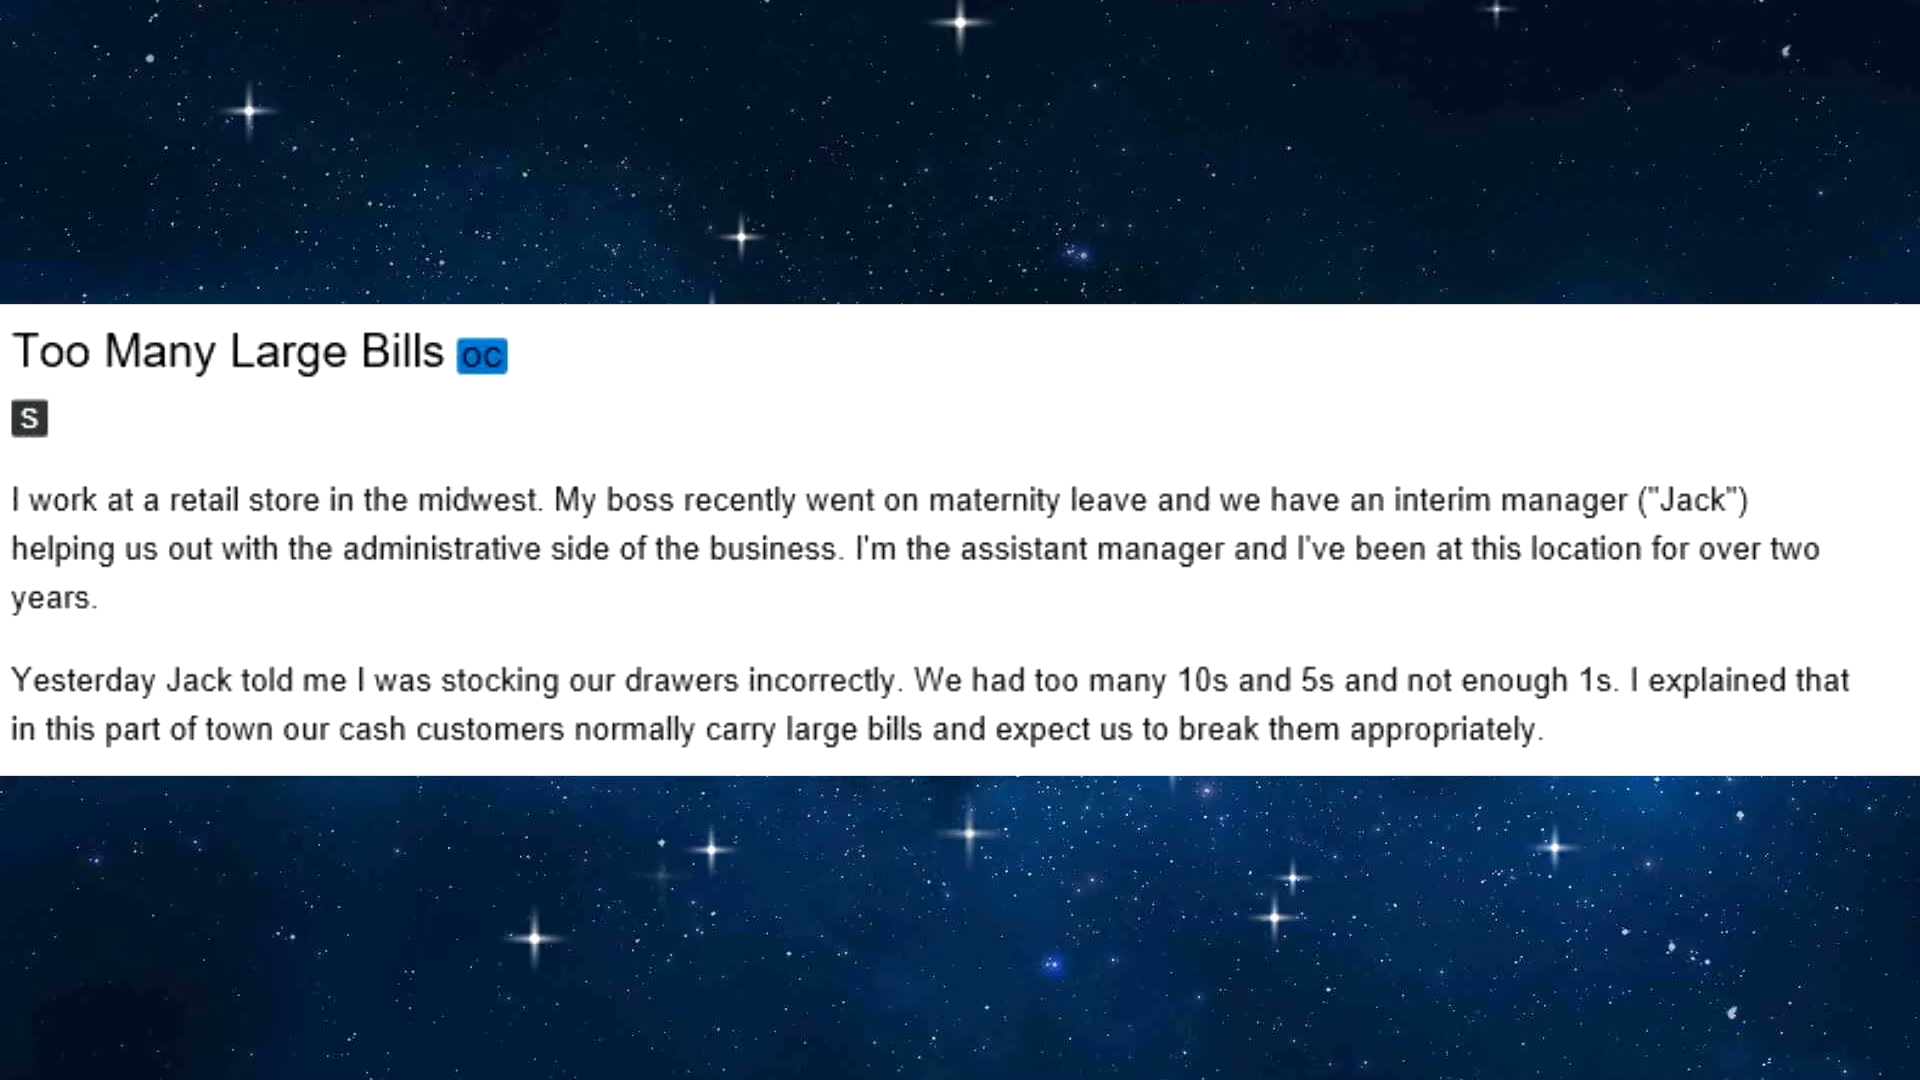 Too Many Large Bills OC
S
I work at a retail store in the midwest. My boss recently went on maternity leave and we have an interim manager ("Jack")
helping us out with the administrative side of the business. I'm the assistant manager and I've been at this location for over two
years.
Yesterday Jack told me I was stocking our drawers incorrectly. We had too many 10s and 5s and not enough 1s. I explained that
in this part of town our cash customers normally carry large bills and expect us to break them appropriately.